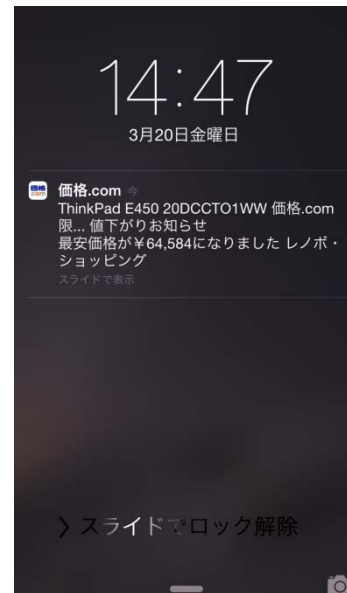 14:47
3月20日金曜日
価格.com
価格.com 今
ThinkPad E450 20DCCTO1WW 価格.com
限... 値下がりお知らせ
最安価格が￥64,584になりました レノボ・
ショッピング
スライドで表示
> スライドでロック解除